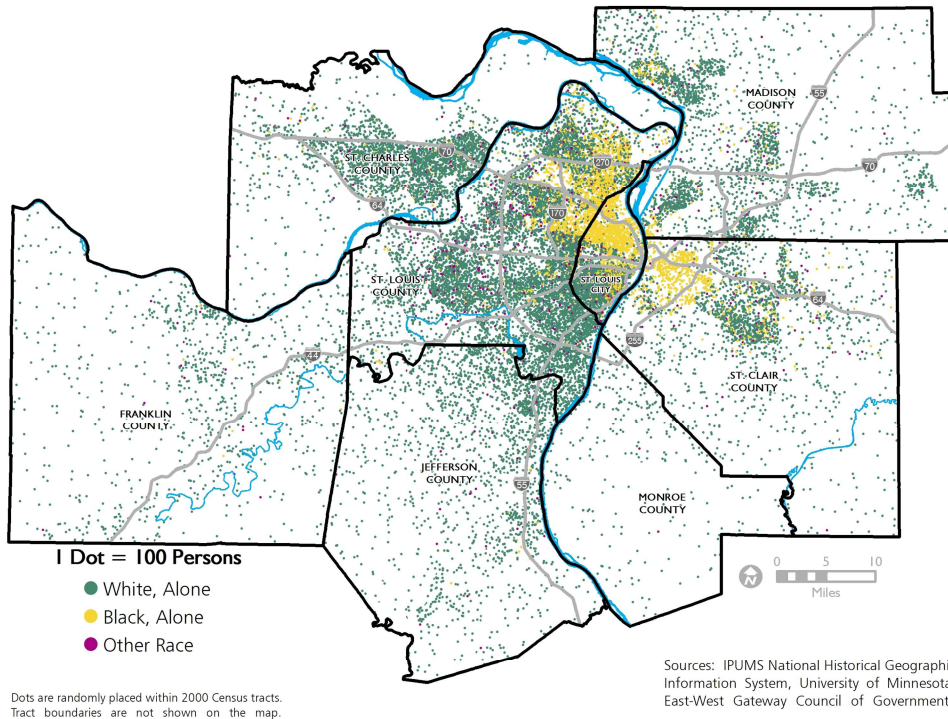 MADISON
COUNTY
55
70
ST. CHARLES
COUNTY
70
270
64
170
ST. LOUIS
COUNTY
ST. LOUIS
CITY
64
255
44
ST. CLAIR
COUNTY
FRANKLIN
COUNTY
JEFFERSON
COUNTY
55
MONROE
COUNTY
1 Dot = 100 Persons
White, Alone
Black, Alone
Other Race
N
0 5 10
Miles
Sources: IPUMS National Historical Geographi
Information System, University of Minnesota
East-West Gateway Council of Government
Dots are randomly placed within 2000 Census tracts.
Tract boundaries are not shown on the map.